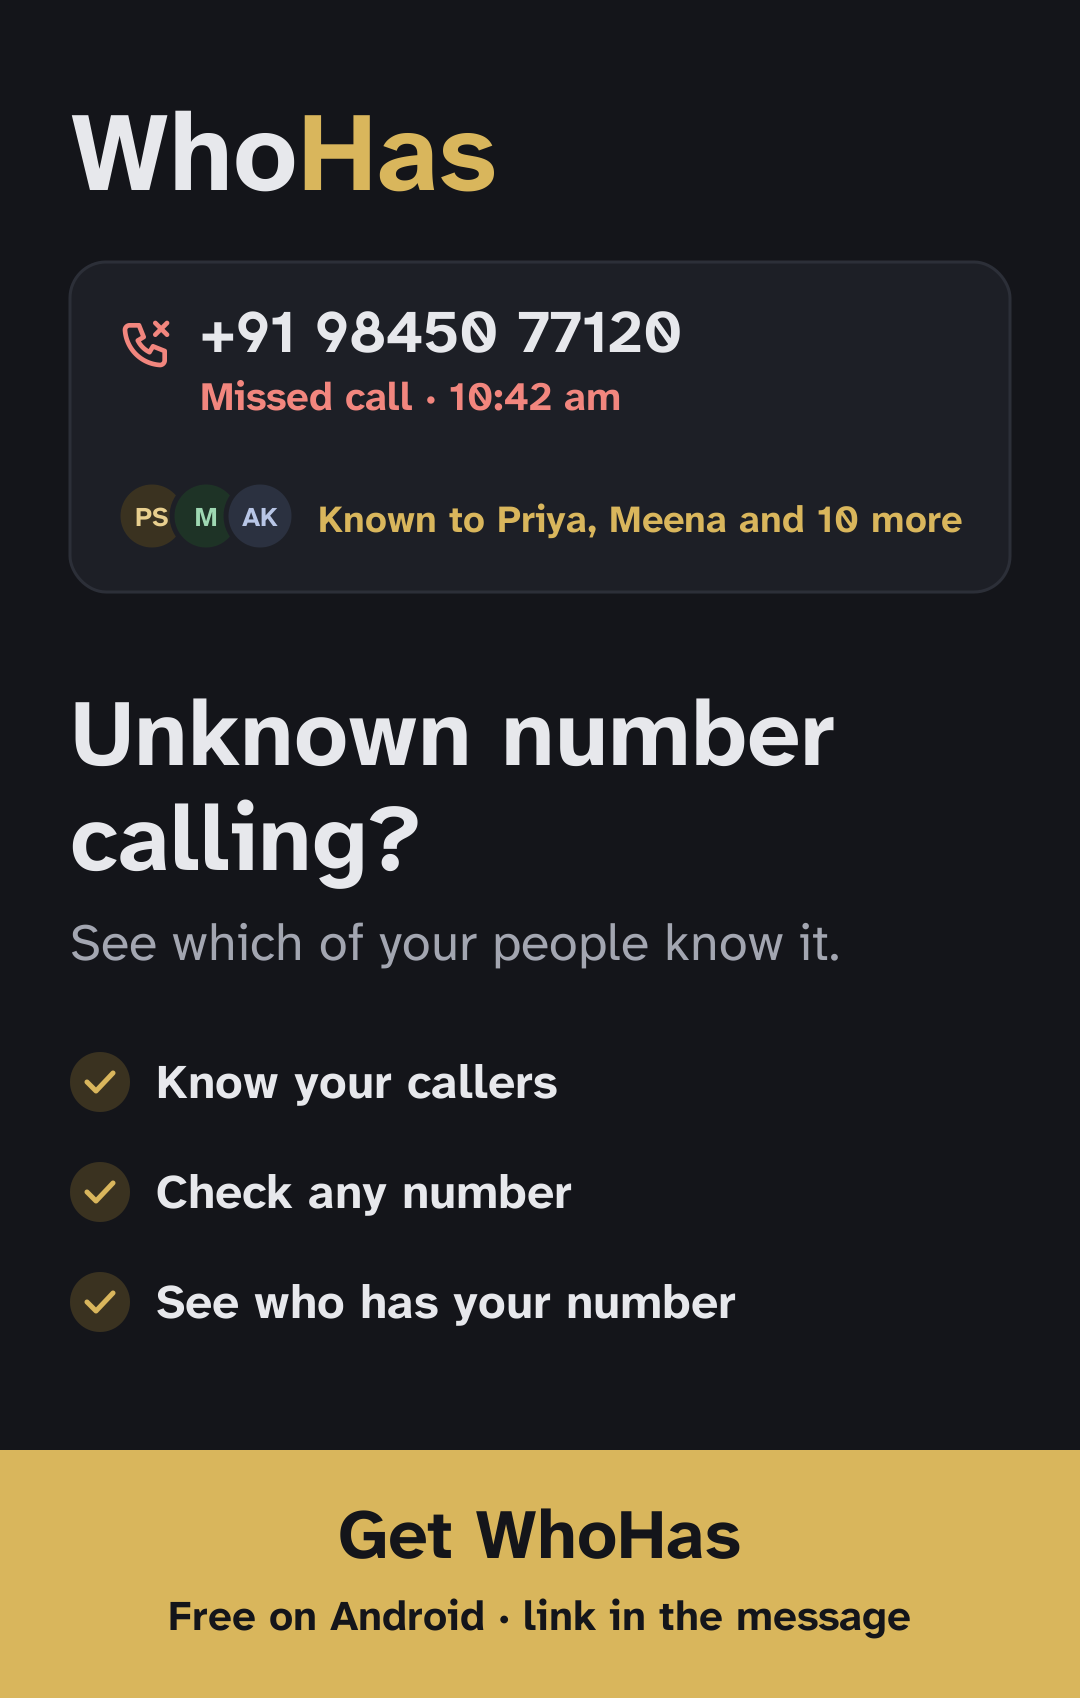 WhoHas
+91 98450 77120
Missed call · 10:42 am
PS M AK Known to Priya, Meena and 10 more
Unknown number
calling?
See which of your people know it.
Know your callers
Check any number
See who has your number
Get WhoHas
Free on Android · link in the message